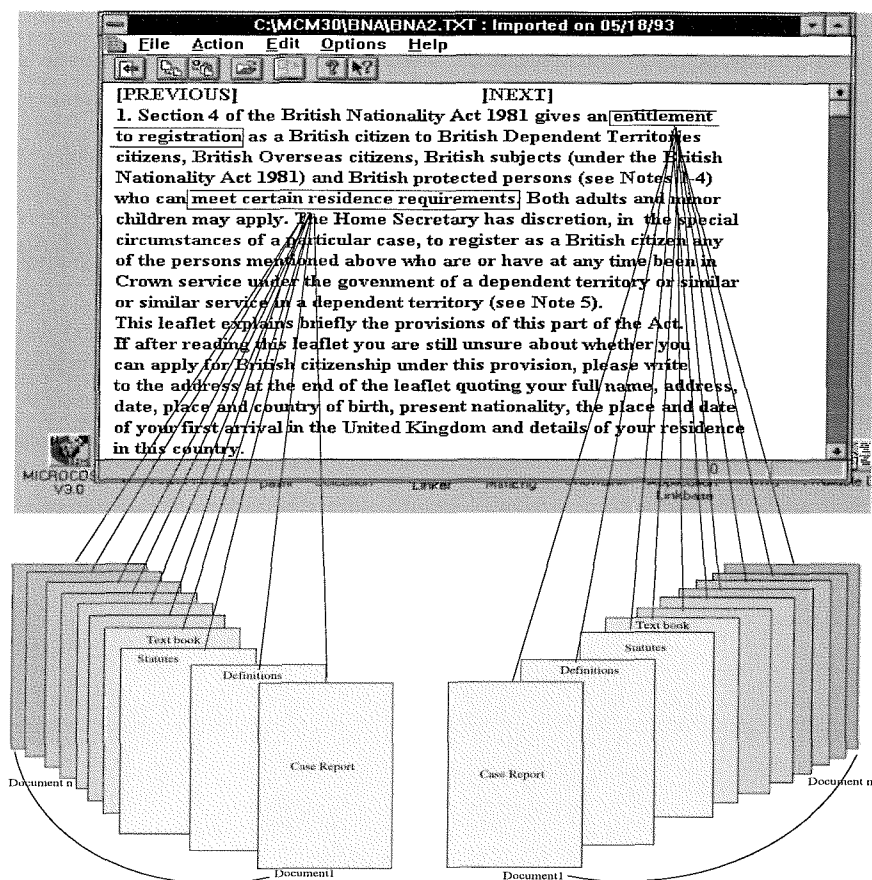 C:\MCM30\BNA\BNA2.TXT : Imported on 05/18/93
File Action Edit Options Help
[PREVIOUS] [NEXT]
1. Section 4 of the British Nationality Act 1981 gives an entitlement
to registration as a British citizen to British Dependent Territories
citizens, British Overseas citizens, British subjects (under the British
Nationality Act 1981) and British protected persons (see Notes 1-4)
who can meet certain residence requirements. Both adults and minor
children may apply. The Home Secretary has discretion, in the special
circumstances of a particular case, to register as a British citizen any
of the persons mentioned above who are or have at any time been in
Crown service under the govenment of a dependent territory or similar
or similar service in a dependent territory (see Note 5).
This leaflet explains briefly the provisions of this part of the Act.
If after reading this leaflet you are still unsure about whether you
can apply for British citizenship under this provision, please write
to the address at the end of the leaflet quoting your full name, address,
date, place and country of birth, present nationality, the place and date
of your first arrival in the United Kingdom and details of your residence
in this country.
V3.0 Linker Linkbase
Text book Text book
Statutes Statutes
Definitions Definitions
Case Report Case Report
Document n Document n
Document1 Document1